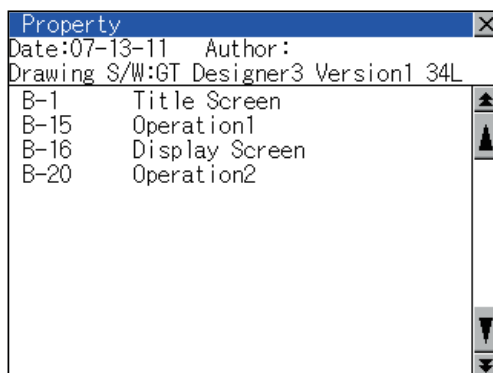 Property
Date:07-13-11 Author:
Drawing S/W:GT Designer3 Version1 34L
B-1 Title Screen
B-15 Operation1
B-16 Display Screen
B-20 Operation2